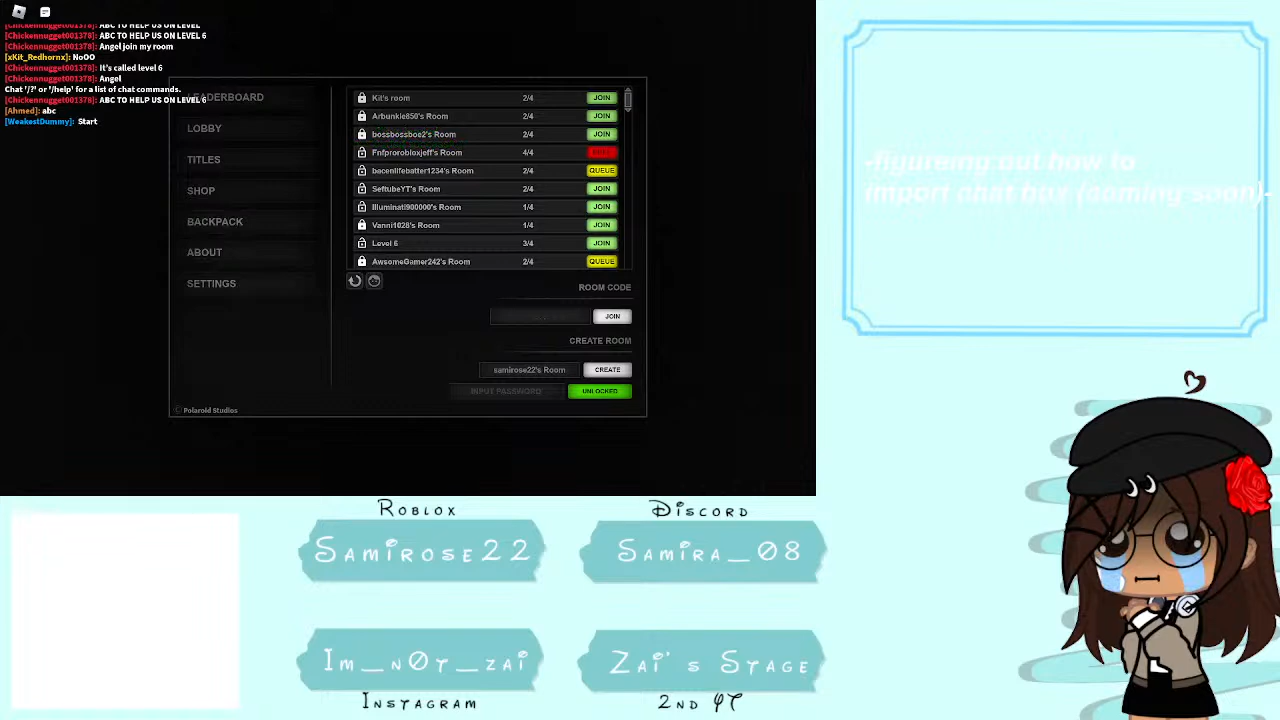 [Chickennugget001378]: ABC TO HELP US ON LEVEL
[Chickennugget001378]: ABC TO HELP US ON LEVEL 6
[Chickennugget001378]: Angel join my room
[xKit_Redhornx]: NoOO
[Chickennugget001378]: It's called level 6
[Chickennugget001378]: Angel
Chat '/?' or '/help' for a list of chat commands.
[Chickennugget001378]: ABC TO HELP US ON LEVEL 6
[Ahmed]: abc
[WeakestDummy]: Start
LEADERBOARD
LOBBY
TITLES
SHOP
BACKPACK
ABOUT
SETTINGS
© Polaroid Studios
Kit's room 2/4 JOIN
Arbunkle850's Room 2/4 JOIN
bossbossboe2's Room 2/4 JOIN
Fnfprorobloxjeff's Room 4/4
bacenlifebatter1234's Room 2/4 QUEUE
SeftubeYT's Room 2/4 JOIN
Illuminati900000's Room 1/4 JOIN
Vanni1028's Room 1/4 JOIN
Level 6 3/4 JOIN
AwsomeGamer242's Room 2/4 QUEUE
ROOM CODE
JOIN
CREATE ROOM
samirose22's Room CREATE
INPUT PASSWORD UNLOCKED
-figureing out how to
import chat box (coming soon)-
Roblox
Samirose22
Discord
Samira_08
Im_n0t_zai
Instagram
Zai's Stage
2nd YT